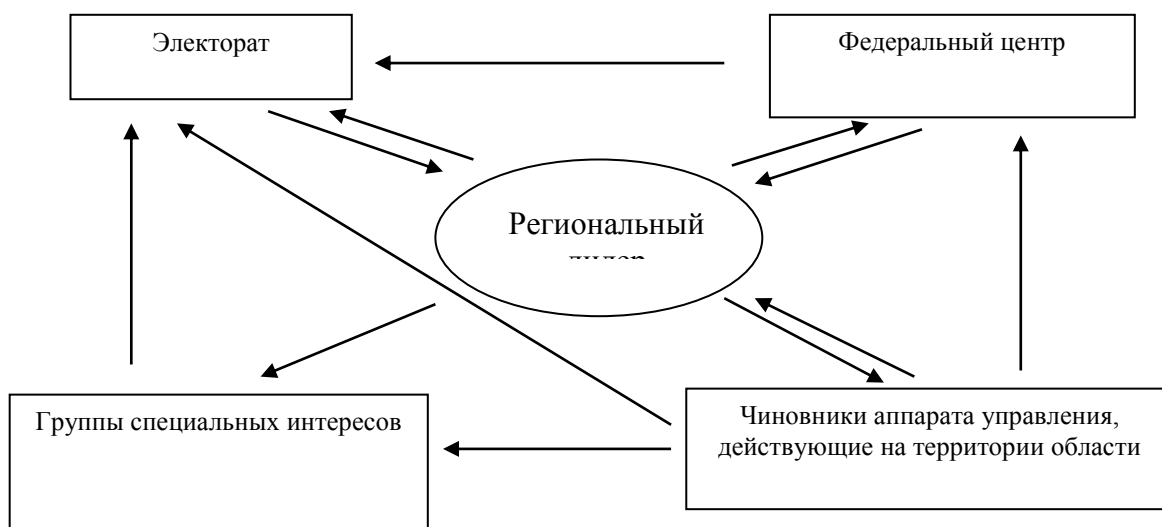 Электорат
Федеральный центр
Региональный
Группы специальных интересов
Чиновники аппарата управления,
действующие на территории области